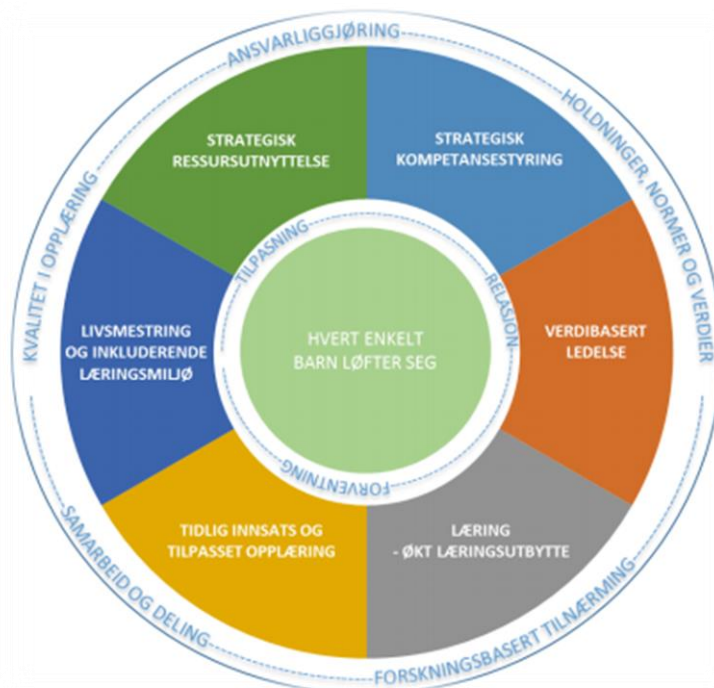 ANSVARLIGGJØRING
HOLDNINGER, NORMER OG VERDIER
FORSKNINGSBASERT TILNÆRMING
SAMARBEID OG DELING
KVALITET I OPPLÆRING
STRATEGISK
RESSURSUTNYTTELSE
STRATEGISK
KOMPETANSESTYRING
VERDIBASERT
LEDELSE
LÆRING
- ØKT LÆRINGSUTBYTTE
TIDLIG INNSATS OG
TILPASSET OPPLÆRING
LIVSMESTRING
OG INKLUDERENDE
LÆRINGSMILJØ
TILPASNING
RELASJON
FORVENTNING
HVERT ENKELT
BARN LØFTER SEG